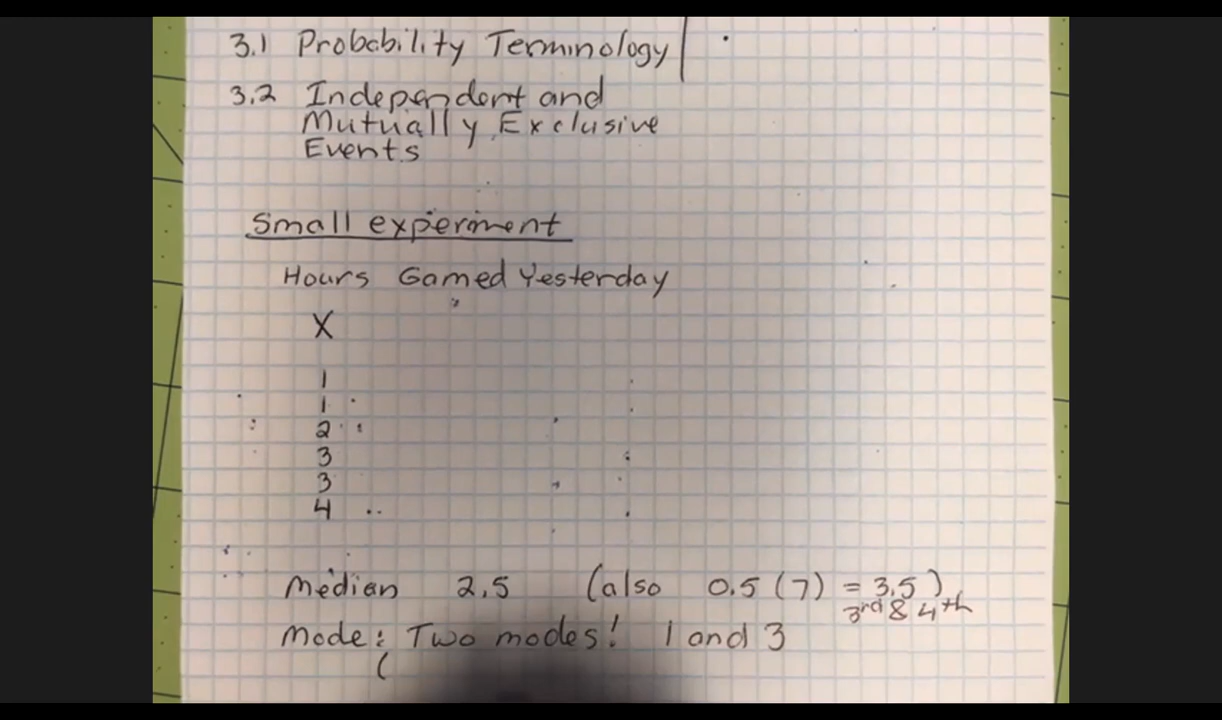 3.1 Probability Terminology
3.2 Independent and
Mutually Exclusive
Events
Small experiment
Hours Gamed Yesterday
X
1
1
2
3
3
4
Median 2.5 (also 0.5(7) = 3.5)
3rd & 4th
Mode: Two modes! 1 and 3
(